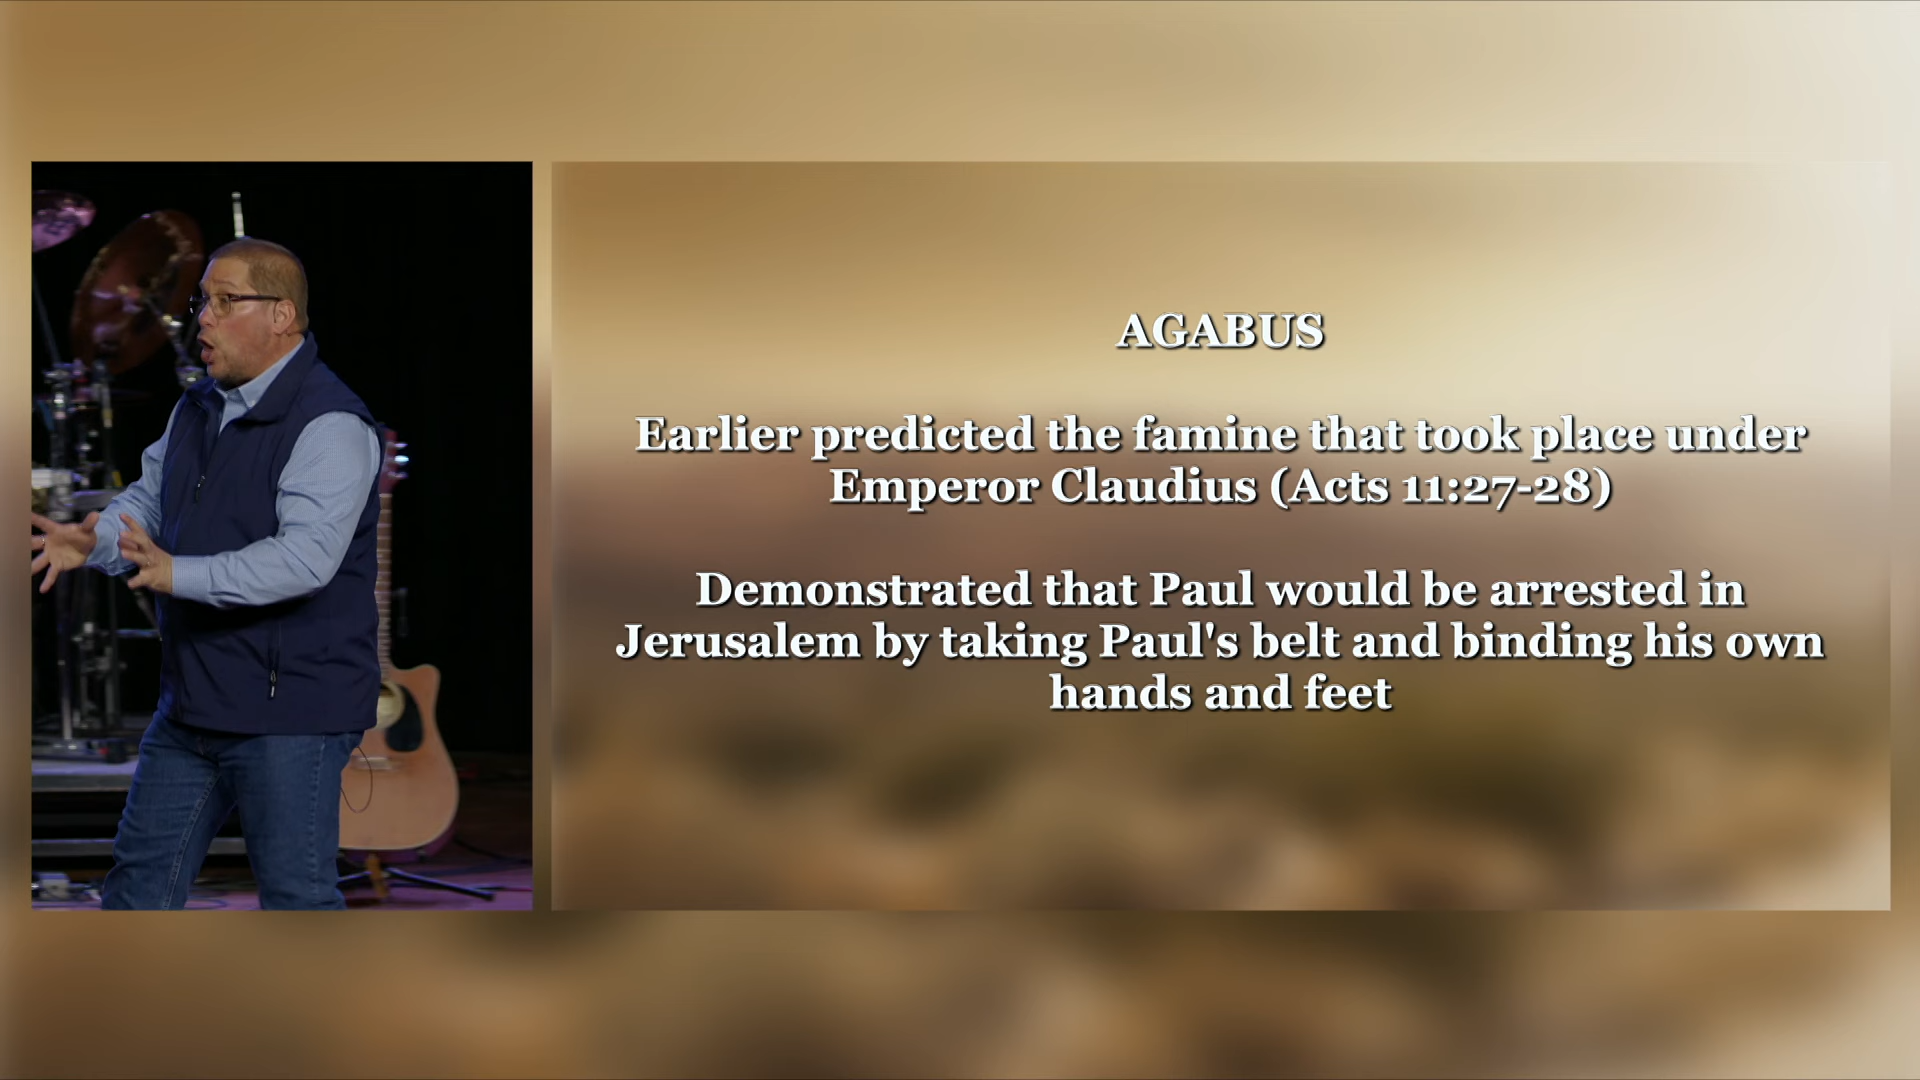 AGABUS
Earlier predicted the famine that took place under
Emperor Claudius (Acts 11:27-28)
Demonstrated that Paul would be arrested in
Jerusalem by taking Paul's belt and binding his own
hands and feet